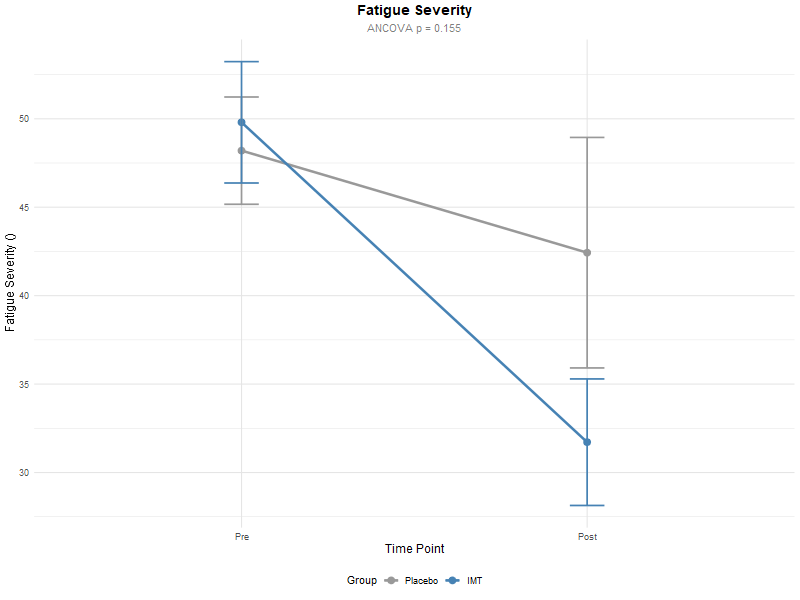 Fatigue Severity
ANCOVA p = 0.155
Fatigue Severity ()
50
45
40
35
30
Pre
Post
Time Point
Group Placebo IMT